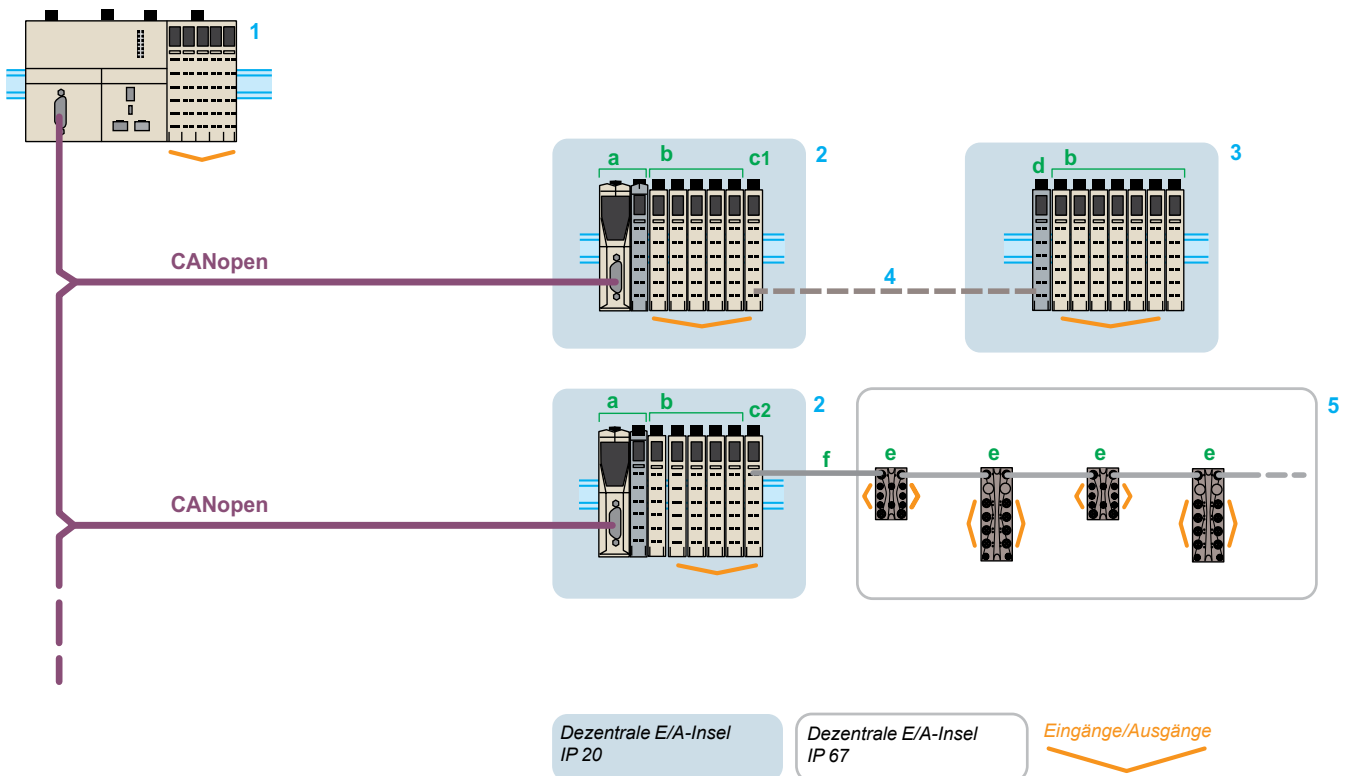 1
a b c1 2
d b 3
CANopen
4
a b c2 2
5
f e e e e
CANopen
Dezentrale E/A-Insel
IP 20
Dezentrale E/A-Insel
IP 67
Eingänge/Ausgänge